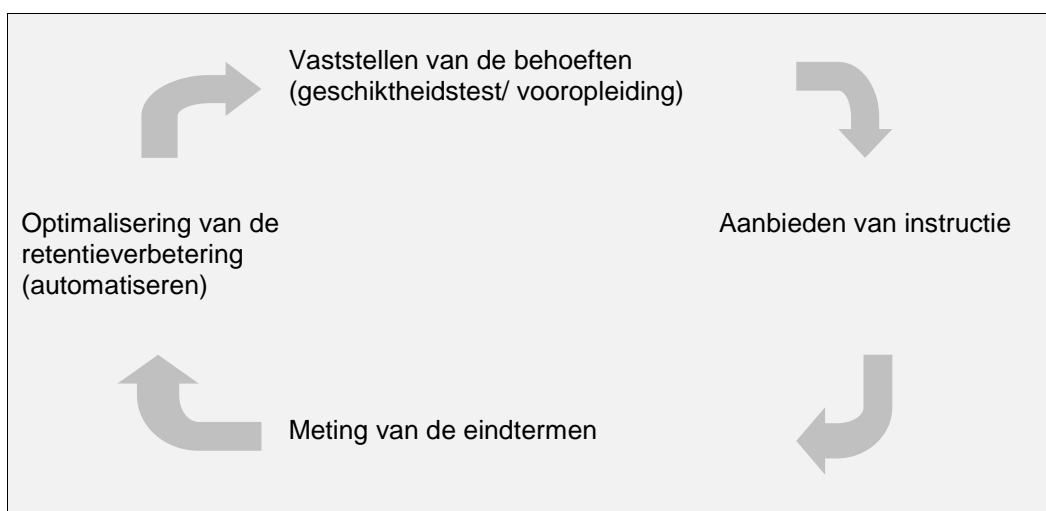 Vaststellen van de behoeften
(geschiktheidstest/ vooropleiding)
Aanbieden van instructie
Meting van de eindtermen
Optimalisering van de
retentieverbetering
(automatiseren)